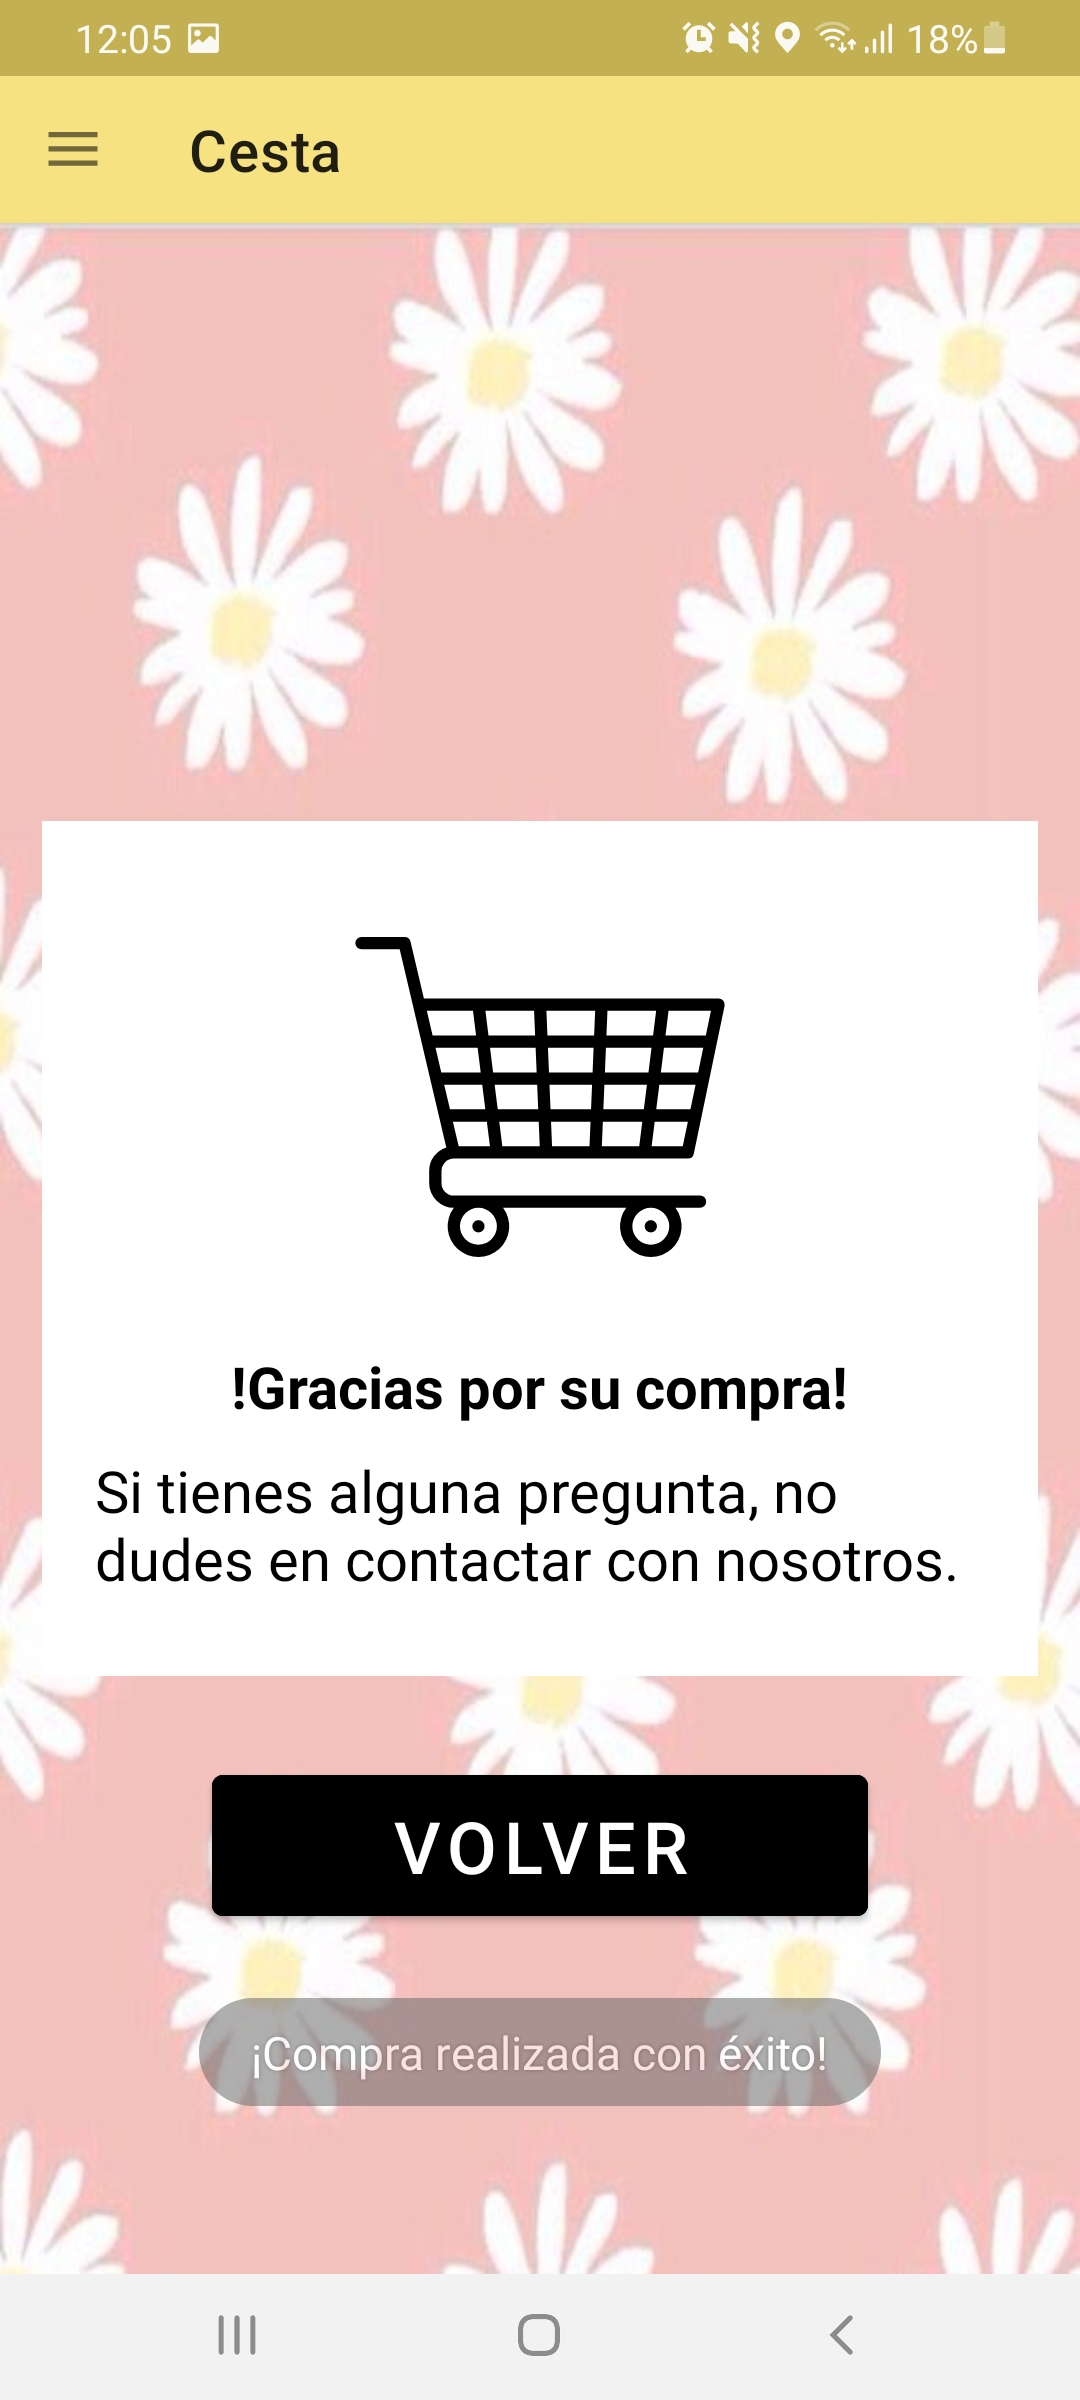 12:05 18%
Cesta
!Gracias por su compra!
Si tienes alguna pregunta, no
dudes en contactar con nosotros.
VOLVER
¡Compra realizada con éxito!